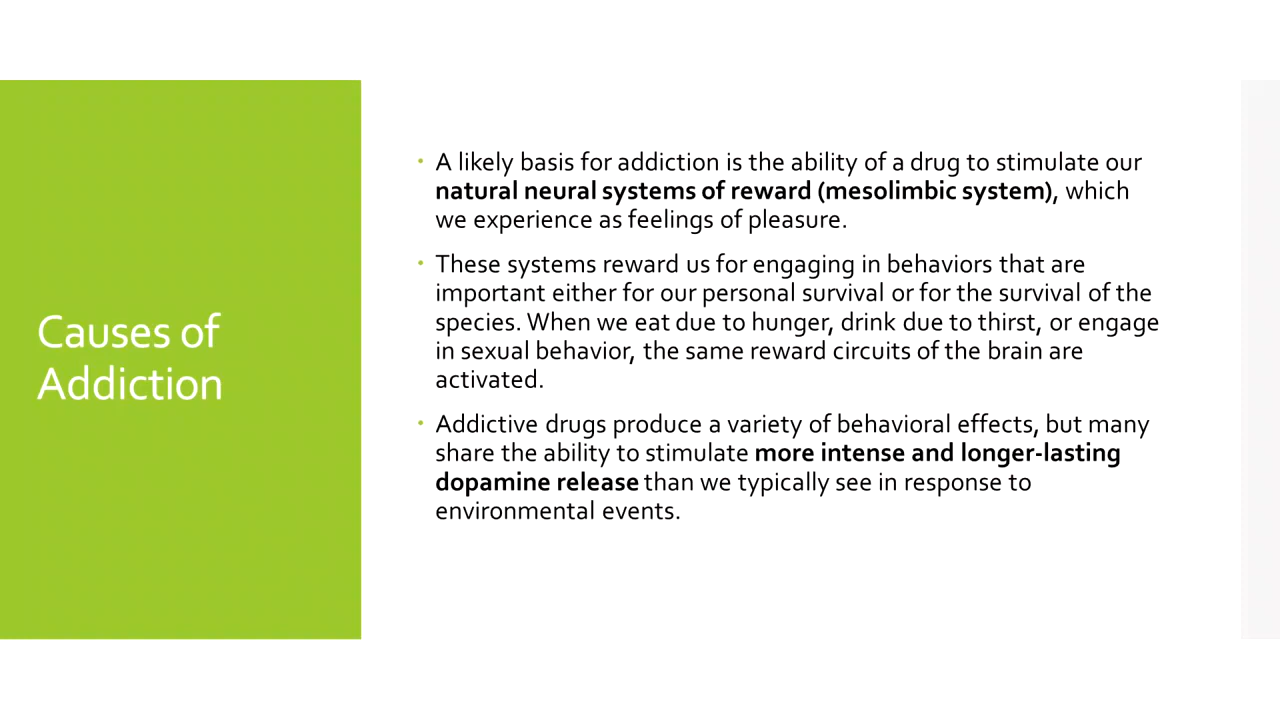 Causes of
Addiction
• A likely basis for addiction is the ability of a drug to stimulate our
natural neural systems of reward (mesolimbic system), which
we experience as feelings of pleasure.
• These systems reward us for engaging in behaviors that are
important either for our personal survival or for the survival of the
species. When we eat due to hunger, drink due to thirst, or engage
in sexual behavior, the same reward circuits of the brain are
activated.
• Addictive drugs produce a variety of behavioral effects, but many
share the ability to stimulate more intense and longer-lasting
dopamine release than we typically see in response to
environmental events.